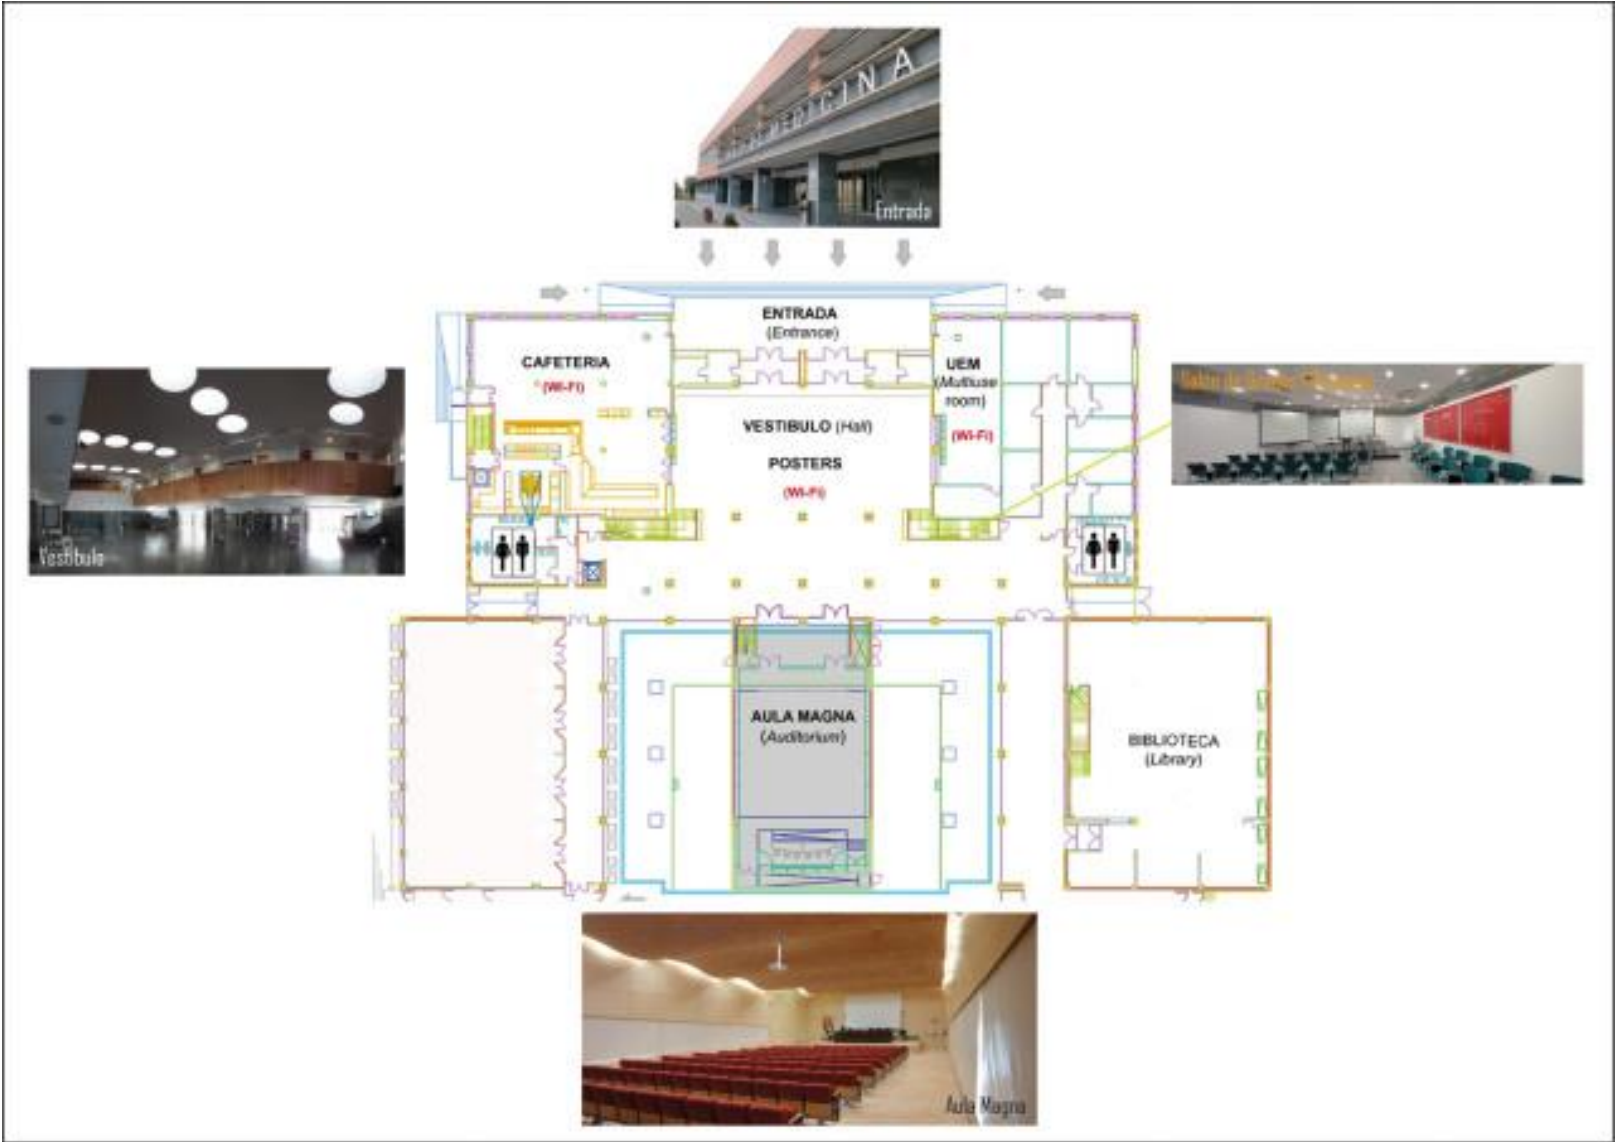 MEDICINA
Entrada
ENTRADA
(Entrance)
CAFETERIA
(WI-FI)
UEM
(Multiuse
room)
(WI-FI)
VESTIBULO (Hall)
POSTERS
(WI-FI)
Vestibulo
AULA MAGNA
(Auditorium)
BIBLIOTECA
(Library)
Aula Magna